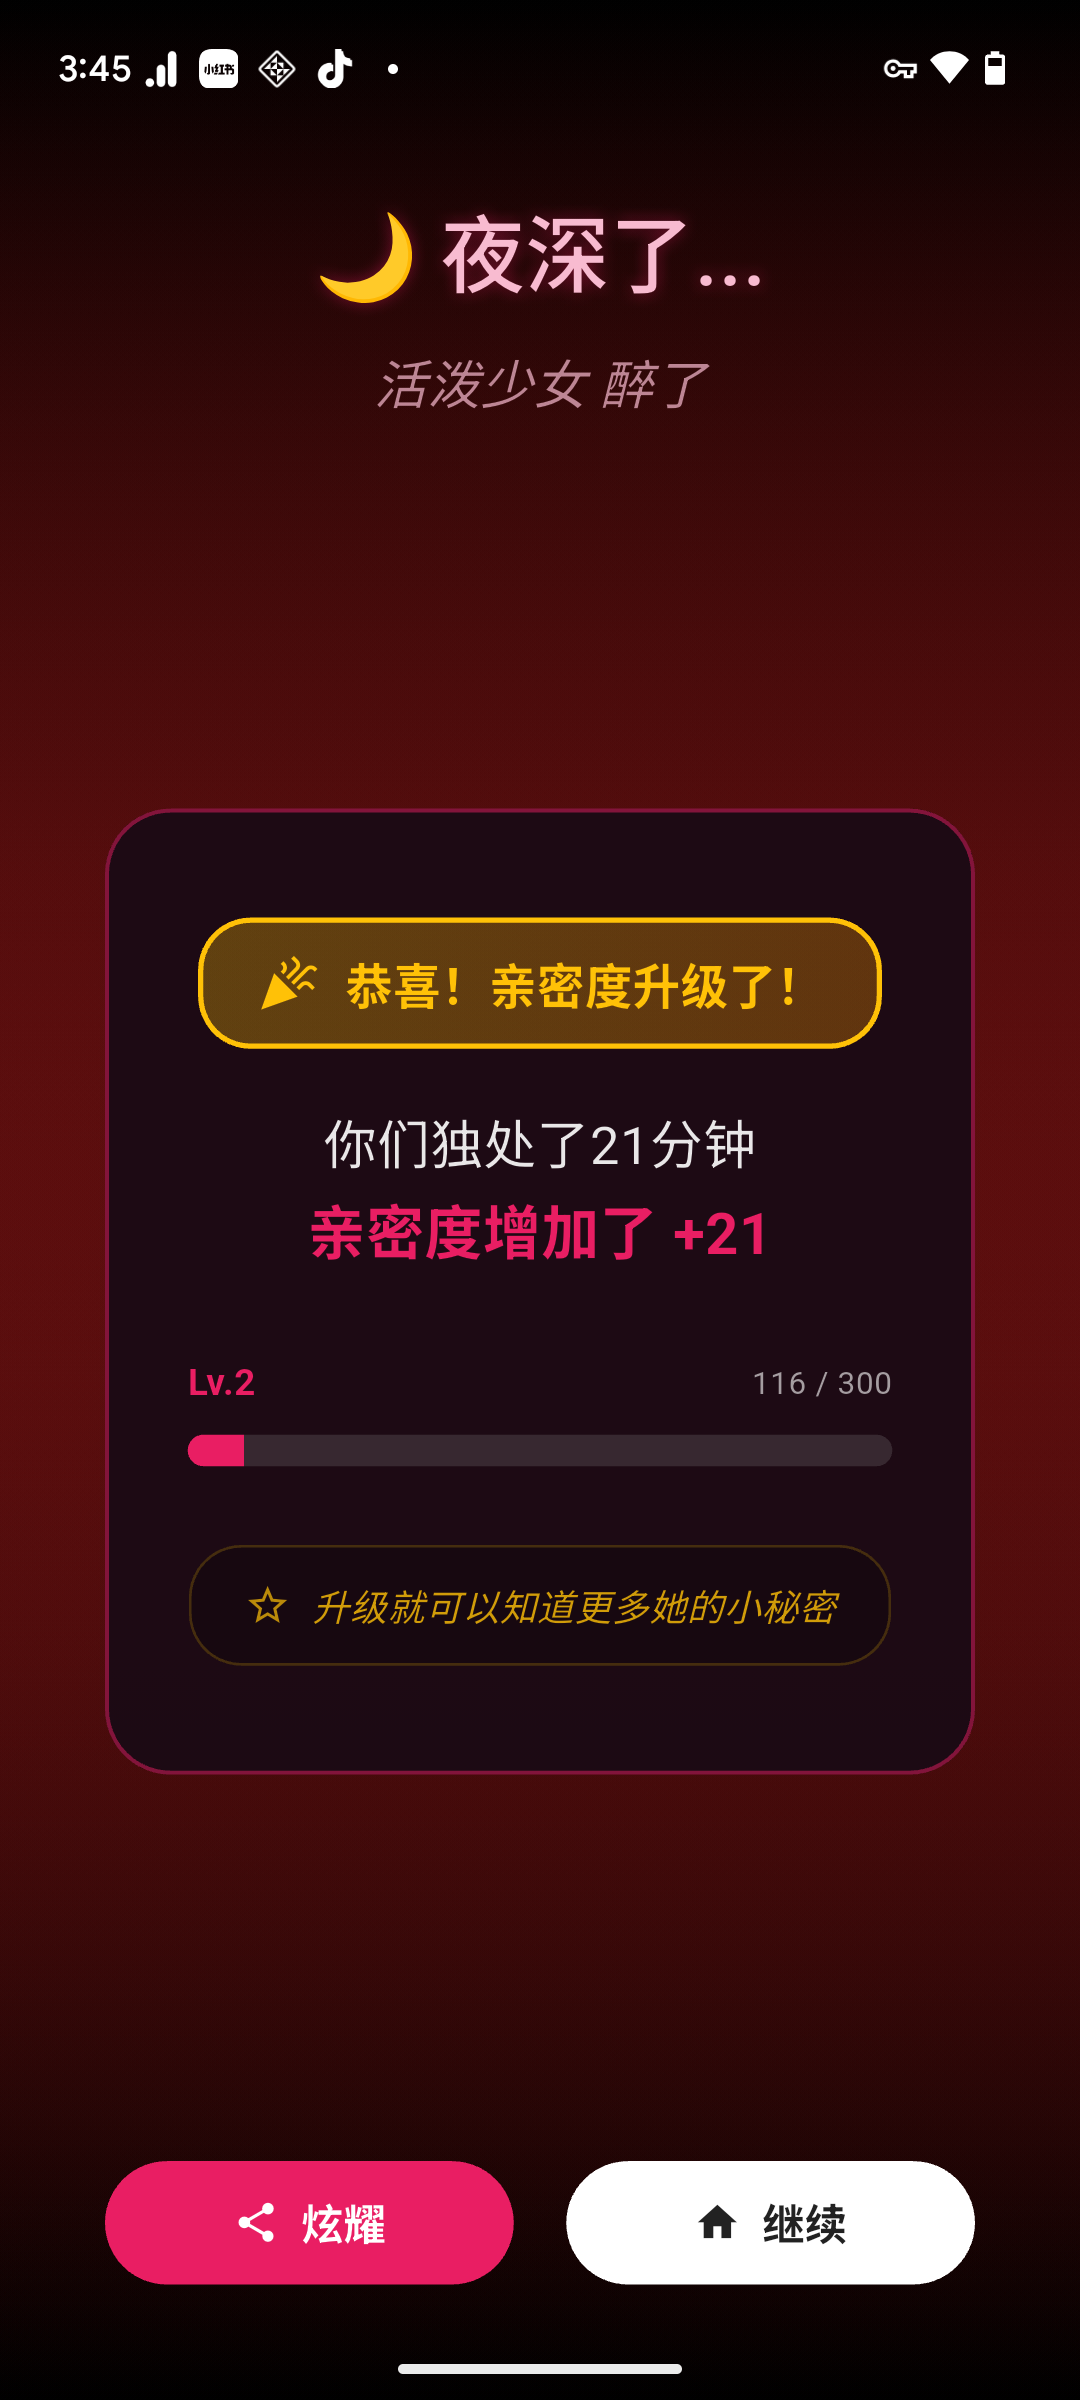 3:45
小红书
🌙 夜深了...
活泼少女 醉了
恭喜！亲密度升级了！
你们独处了21分钟
亲密度增加了 +21
Lv.2
116 / 300
升级就可以知道更多她的小秘密
炫耀
继续